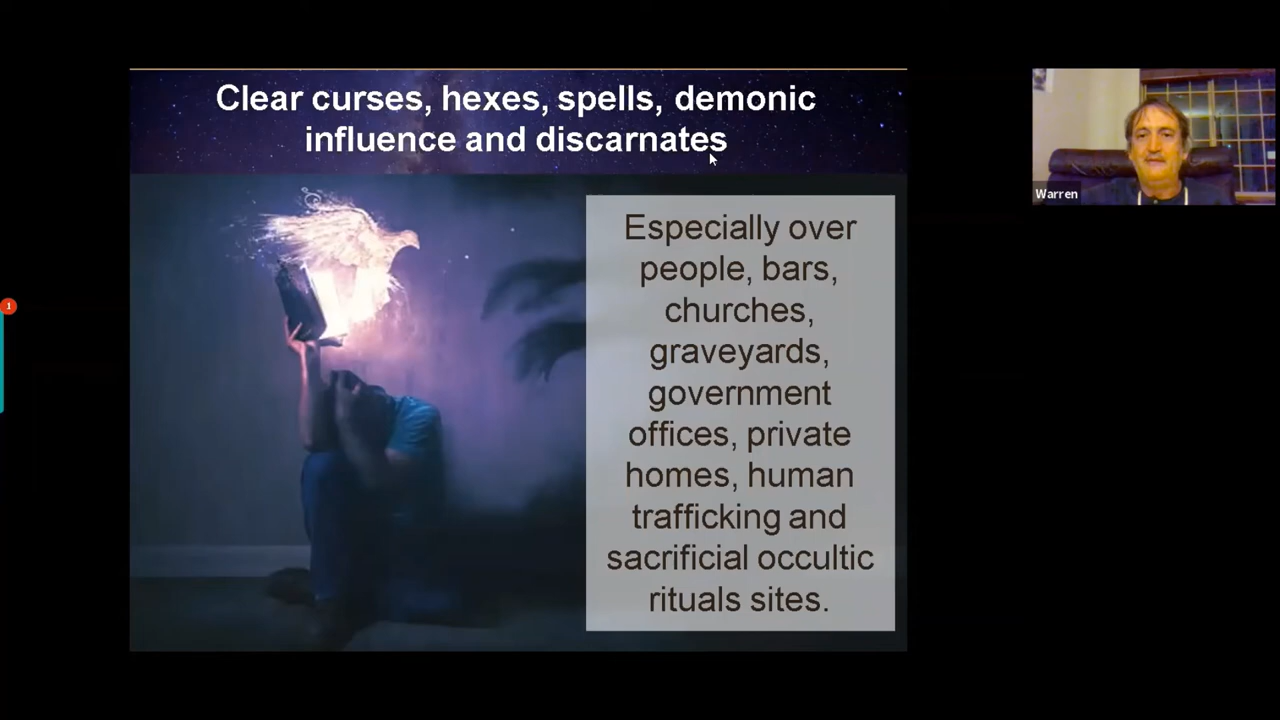 Clear curses, hexes, spells, demonic
influence and discarnates
Especially over
people, bars,
churches,
graveyards,
government
offices, private
homes, human
trafficking and
sacrificial occultic
rituals sites.
Warren
1